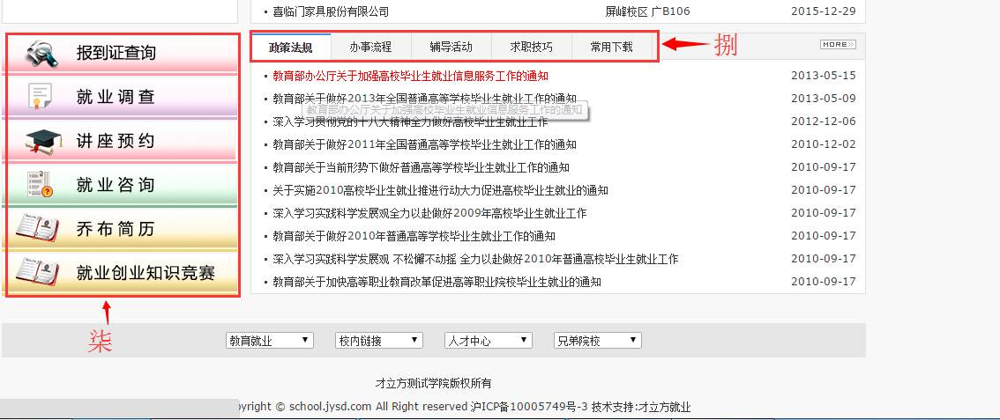 喜临门家具股份有限公司 屏峰校区 广B106 2015-12-29
报到证查询
就业调查
讲座预约
就业咨询
乔布简历
就业创业知识竞赛
柒
政策法规 办事流程 辅导活动 求职技巧 常用下载 MORE
捌
教育部办公厅关于加强高校毕业生就业信息服务工作的通知 2013-05-15
教育部关于做好2013年全国普通高等学校毕业生就业工作的通知 2013-05-09
教育部办公厅关于加强高校毕业生就业信息服务工作的通知
深入学习贯彻党的十八大精神全力做好高校毕业生就业工作 2012-12-06
教育部关于做好2011年全国普通高等学校毕业生就业工作的通知 2010-12-02
教育部关于当前形势下做好普通高等学校毕业生就业工作的通知 2010-09-17
关于实施2010高校毕业生就业推进行动大力促进高校毕业生就业的通知 2010-09-17
深入学习实践科学发展观全力以赴做好2009年高校毕业生就业工作 2010-09-17
教育部关于做好2010年普通高等学校毕业生就业工作的通知 2010-09-17
深入学习实践科学发展观 不松懈不动摇 全力以赴做好2010年普通高校毕业生就业工作 2010-09-17
教育部关于加快高等职业教育改革促进高等职业院校毕业生就业的通知 2010-09-17
教育就业 校内链接 人才中心 兄弟院校
才立方测试学院版权所有
pyright © school.jysd.com All Right reserved 沪ICP备10005749号-3 技术支持:才立方就业